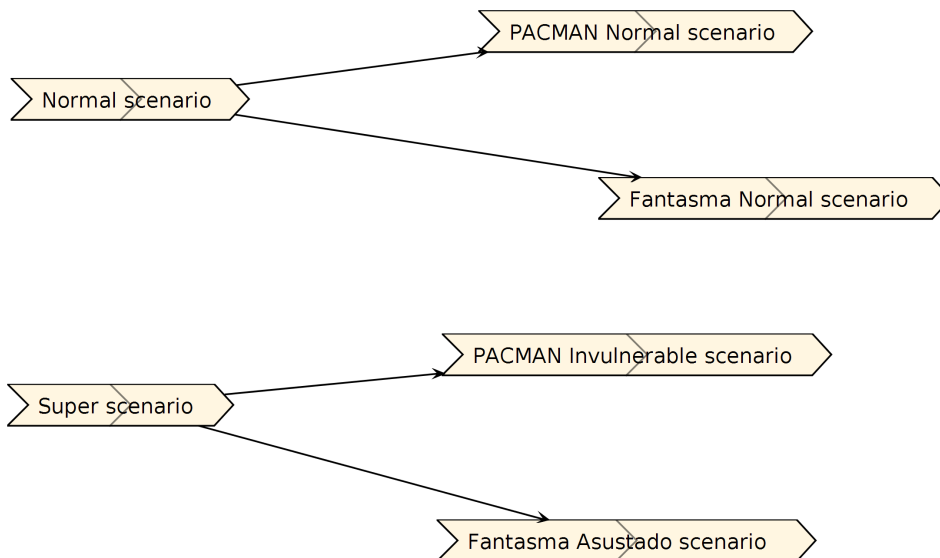 PACMAN Normal scenario
Normal scenario
Fantasma Normal scenario
PACMAN Invulnerable scenario
Super scenario
Fantasma Asustado scenario